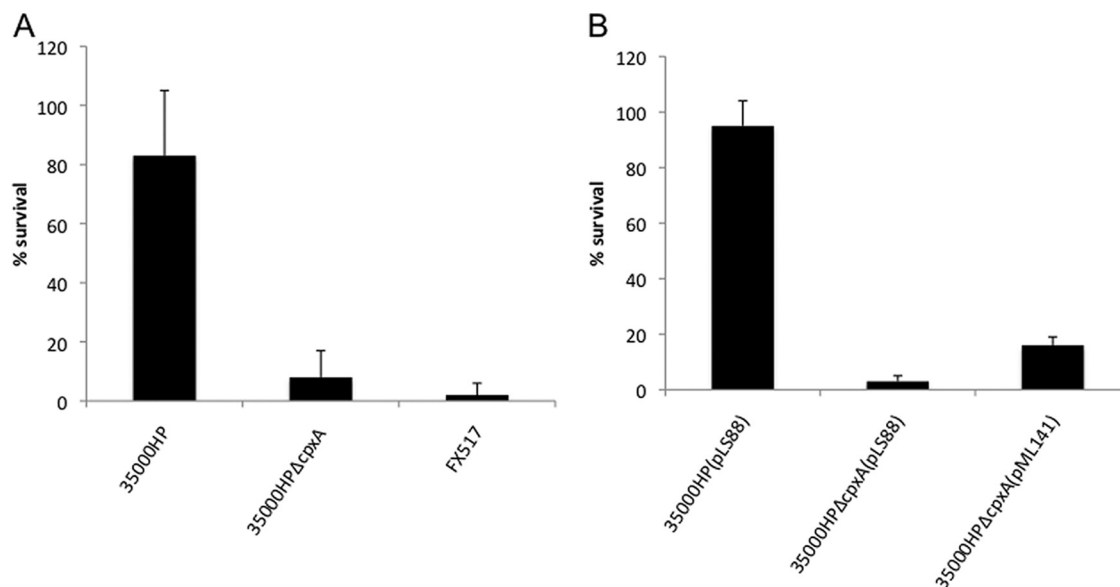 A
120
100
80
60
40
20
0
% survival
35000HP
35000HPΔcpxA
FX517
B
120
100
80
60
40
20
0
% survival
35000HP(pLS88)
35000HPΔcpxA(pLS88)
35000HPΔcpxA(pML141)